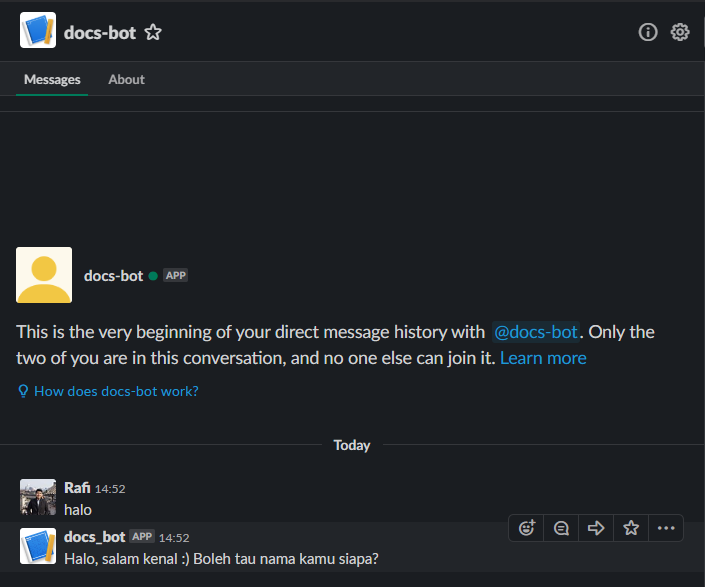 docs-bot
Messages About
docs-bot APP
This is the very beginning of your direct message history with @docs-bot. Only the
two of you are in this conversation, and no one else can join it. Learn more
How does docs-bot work?
Today
Rafi 14:52
halo
docs_bot APP 14:52
Halo, salam kenal :) Boleh tau nama kamu siapa?